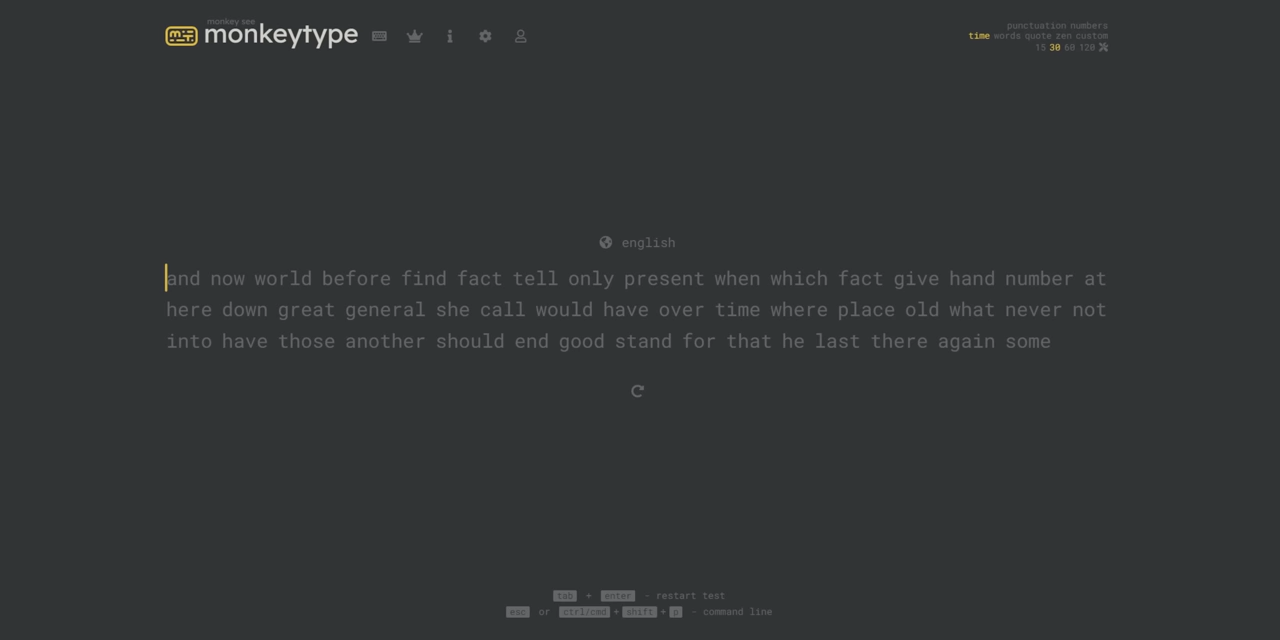 monkey see
monkeytype
punctuation numbers
time words quote zen custom
15 30 60 120
english
and now world before find fact tell only present when which fact give hand number at
here down great general she call would have over time where place old what never not
into have those another should end good stand for that he last there again some
tab + enter - restart test
esc or ctrl/cmd + shift + p - command line